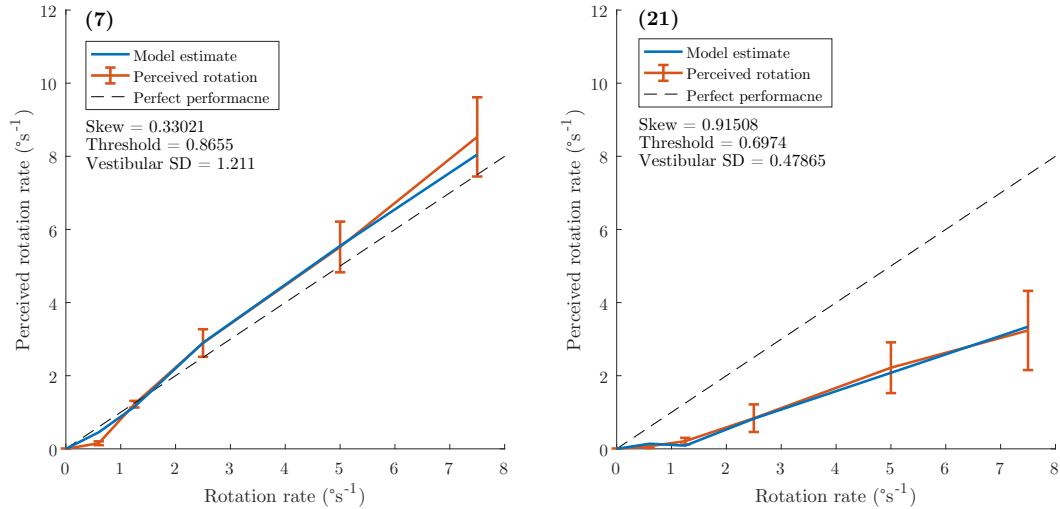 (7)
Model estimate
Perceived rotation
Perfect performacne
Skew = 0.33021
Threshold = 0.8655
Vestibular SD = 1.211
12
10
8
6
4
2
0
Perceived rotation rate (°s⁻¹)
0 1 2 3 4 5 6 7 8
Rotation rate (°s⁻¹)
(21)
Model estimate
Perceived rotation
Perfect performacne
Skew = 0.91508
Threshold = 0.6974
Vestibular SD = 0.47865
12
10
8
6
4
2
0
Perceived rotation rate (°s⁻¹)
0 1 2 3 4 5 6 7 8
Rotation rate (°s⁻¹)